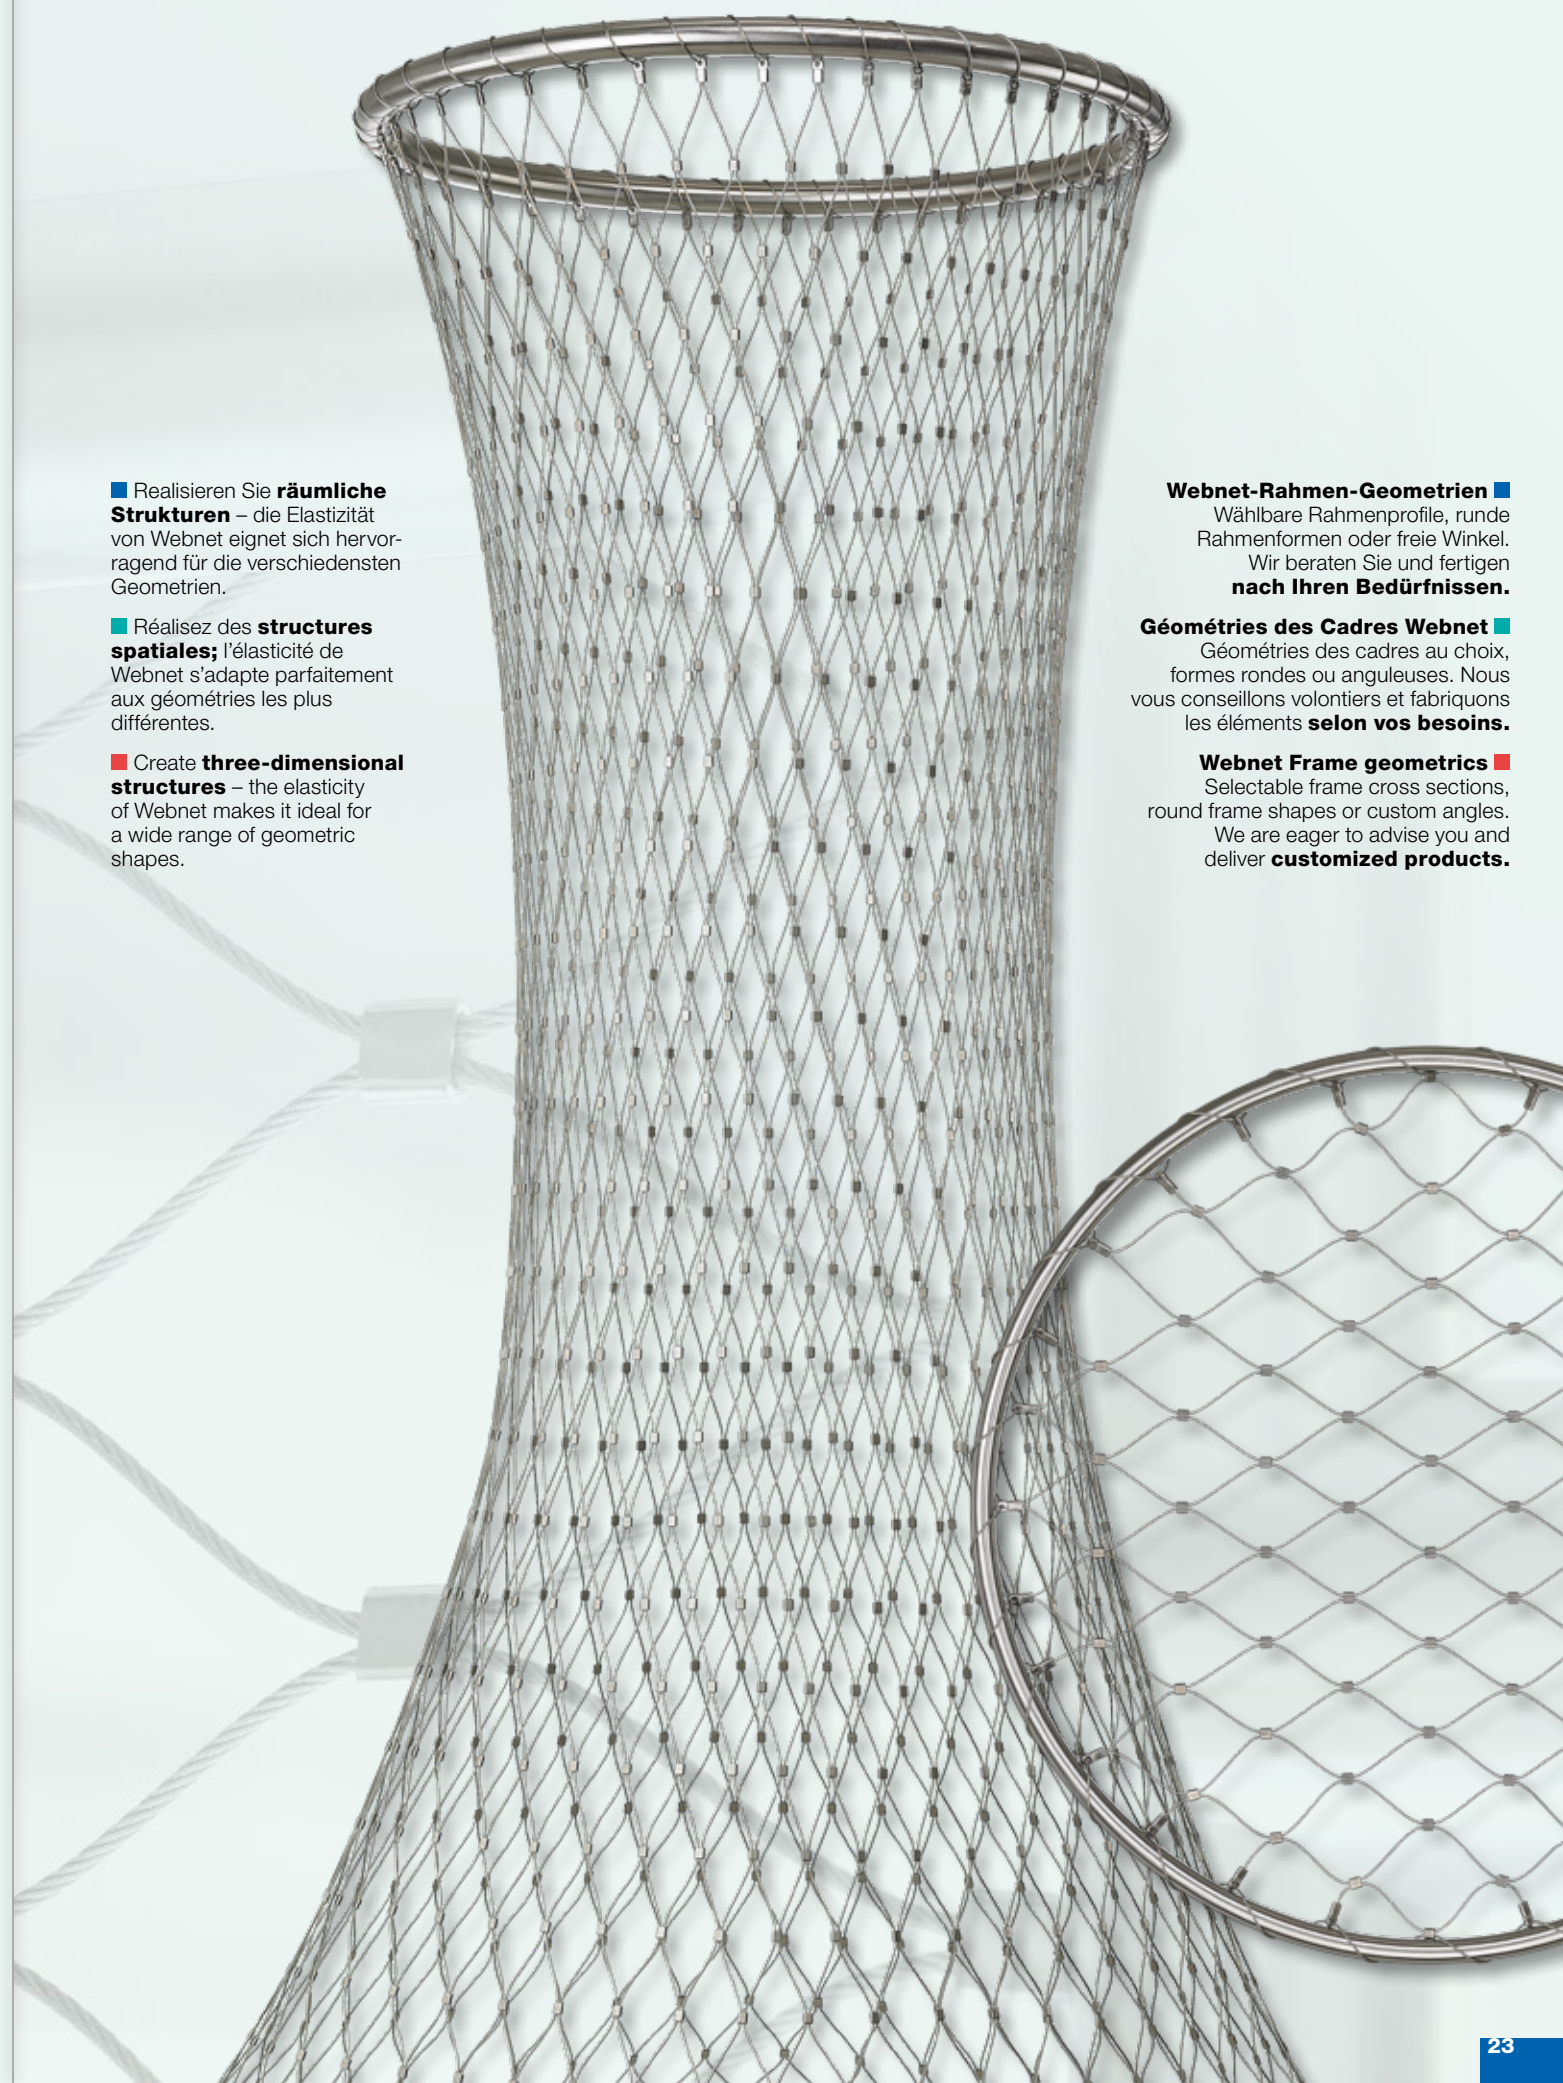 Realisieren Sie räumliche
Strukturen – die Elastizität
von Webnet eignet sich hervor-
ragend für die verschiedensten
Geometrien.
Réalisez des structures
spatiales; l’élasticité de
Webnet s’adapte parfaitement
aux géométries les plus
différentes.
Create three-dimensional
structures – the elasticity
of Webnet makes it ideal for
a wide range of geometric
shapes.
Webnet-Rahmen-Geometrien
Wählbare Rahmenprofile, runde
Rahmenformen oder freie Winkel.
Wir beraten Sie und fertigen
nach Ihren Bedürfnissen.
Géométries des Cadres Webnet
Géométries des cadres au choix,
formes rondes ou anguleuses. Nous
vous conseillons volontiers et fabriquons
les éléments selon vos besoins.
Webnet Frame geometrics
Selectable frame cross sections,
round frame shapes or custom angles.
We are eager to advise you and
deliver customized products.
23